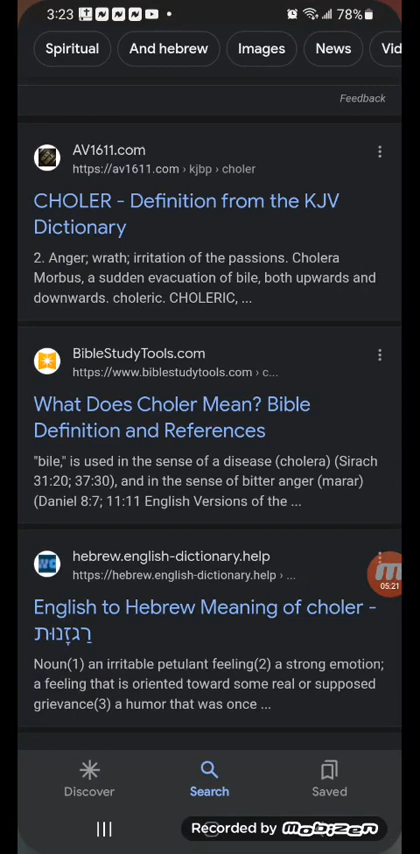 3:23 78%
Spiritual And hebrew Images News Vid
Feedback
AV1611.com
https://av1611.com › kjbp › choler
CHOLER - Definition from the KJV
Dictionary
2. Anger; wrath; irritation of the passions. Cholera
Morbus, a sudden evacuation of bile, both upwards and
downwards. choleric. CHOLERIC, ...
BibleStudyTools.com
https://www.biblestudytools.com › c...
What Does Choler Mean? Bible
Definition and References
"bile," is used in the sense of a disease (cholera) (Sirach
31:20; 37:30), and in the sense of bitter anger (marar)
(Daniel 8:7; 11:11 English Versions of the ...
hebrew.english-dictionary.help
https://hebrew.english-dictionary.help › ...
05:21
English to Hebrew Meaning of choler -
רַגזָנוּת
Noun(1) an irritable petulant feeling(2) a strong emotion;
a feeling that is oriented toward some real or supposed
grievance(3) a humor that was once ...
Discover Search Saved
Recorded by mobizen